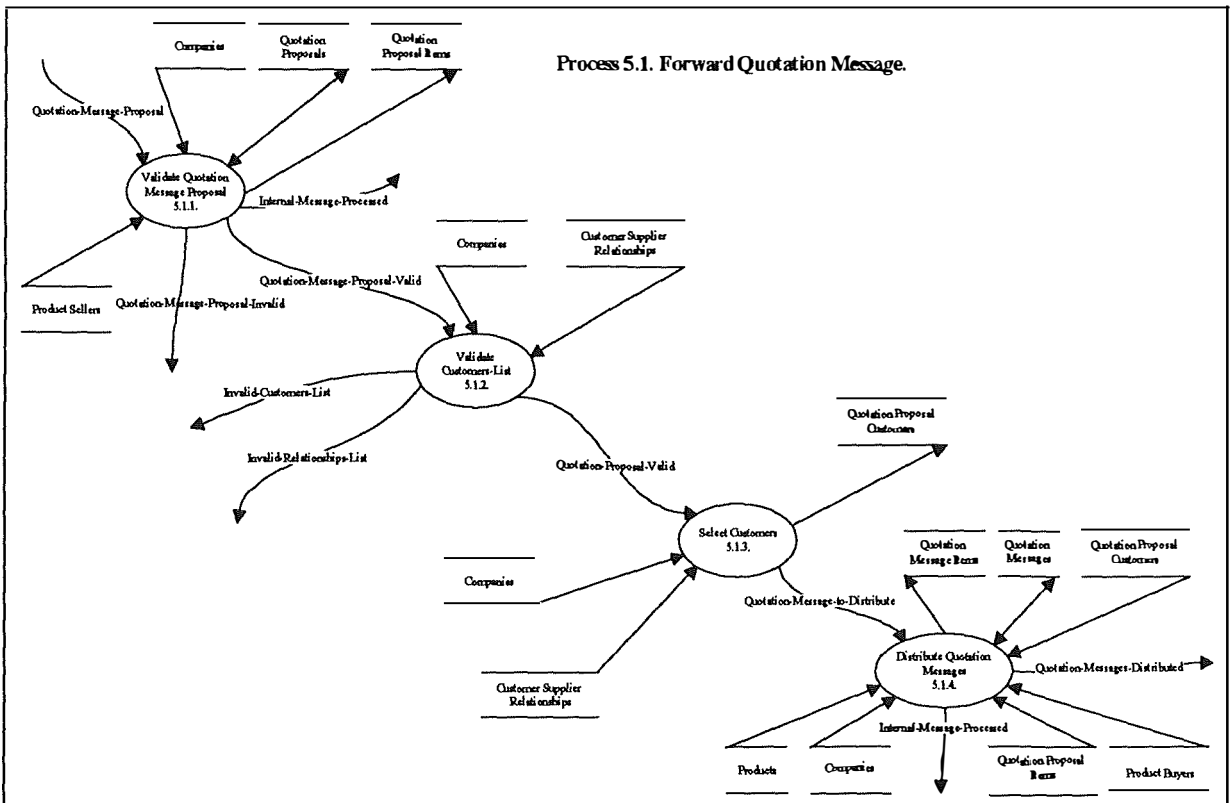 Process 5.1. Forward Quotation Message.
Companies
Quotation
Proposals
Quotation
Proposal Items
Quotation-Message-Proposal
Validate Quotation
Message Proposal
5.1.1.
Internal-Message-Processed
Product Sellers
Quotation-Message-Proposal-Invalid
Quotation-Message-Proposal-Valid
Companies
Customer Supplier
Relationships
Validate
Customers-List
5.1.2.
Invalid-Customers-List
Invalid-Relationships-List
Quotation-Proposal-Valid
Quotation Proposal
Customers
Select Customers
5.1.3.
Companies
Customer Supplier
Relationships
Quotation-Message-to-Distribute
Quotation
Message Items
Quotation
Messages
Quotation Proposal
Customers
Distribute Quotation
Messages
5.1.4.
Quotation-Messages-Distributed
Internal-Message-Processed
Products
Companies
Quotation Proposal
Items
Product Buyers